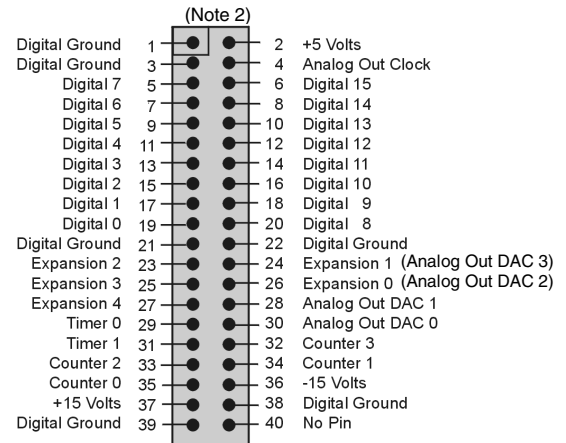 (Note 2)
Digital Ground 1 2 +5 Volts
Digital Ground 3 4 Analog Out Clock
Digital 7 5 6 Digital 15
Digital 6 7 8 Digital 14
Digital 5 9 10 Digital 13
Digital 4 11 12 Digital 12
Digital 3 13 14 Digital 11
Digital 2 15 16 Digital 10
Digital 1 17 18 Digital 9
Digital 0 19 20 Digital 8
Digital Ground 21 22 Digital Ground
Expansion 2 23 24 Expansion 1 (Analog Out DAC 3)
Expansion 3 25 26 Expansion 0 (Analog Out DAC 2)
Expansion 4 27 28 Analog Out DAC 1
Timer 0 29 30 Analog Out DAC 0
Timer 1 31 32 Counter 3
Counter 2 33 34 Counter 1
Counter 0 35 36 -15 Volts
+15 Volts 37 38 Digital Ground
Digital Ground 39 40 No Pin